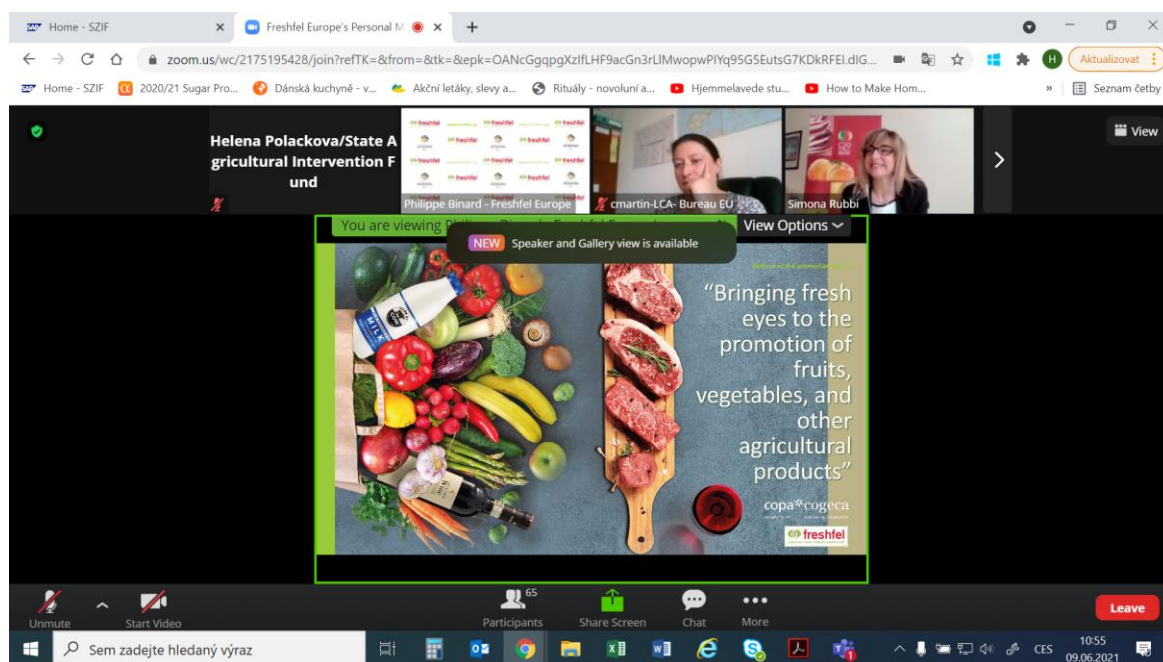 Home - SZIF
Freshfel Europe's Personal M
zoom.us/wc/2175195428/join?refTK=&from=&tk=&epk=OANcGgqpgXzIfLHF9acGn3rLlMwopwPIYq95G5EutsG7KDkRFEI.dIG...
H
Aktualizovat
Home - SZIF
2020/21 Sugar Pro...
Dánská kuchyně - v...
Akční letáky, slevy a...
Rituály - novoluní a...
Hjemmelavede stu...
How to Make Hom...
»
Seznam četby
Helena Polackova/State A
gricultural Intervention F
und
freshfel
Philippe Binard - Freshfel Europe
cmartin-LCA- Bureau EU
Simona Rubbi
View
You are viewing
View Options
NEW Speaker and Gallery view is available
MILK
"Bringing fresh
eyes to the
promotion of
fruits,
vegetables, and
other
agricultural
products"
copa*cogeca
freshfel
Unmute
Start Video
65
Participants
Share Screen
Chat
More
Leave
Sem zadejte hledaný výraz
CES
10:55
09.06.2021